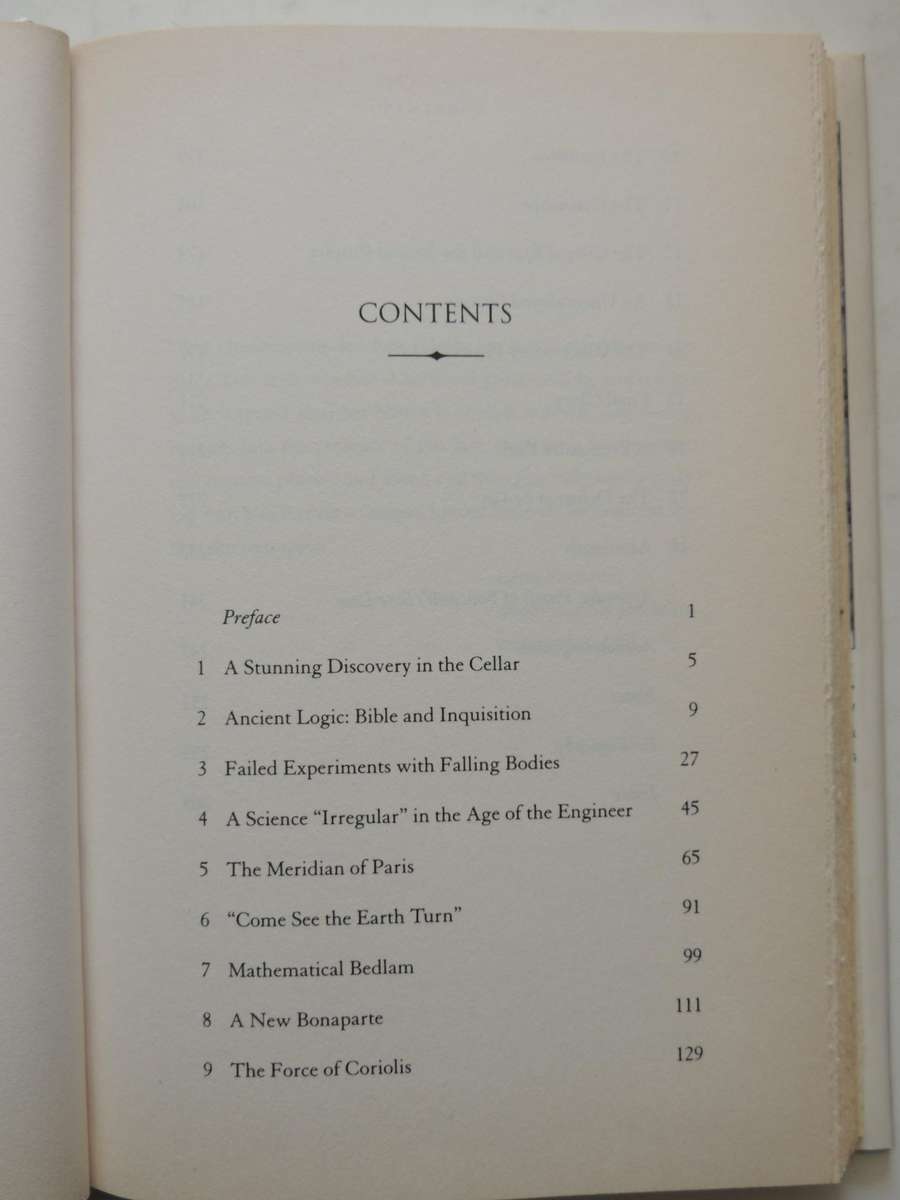 CONTENTS
Preface 1
1 A Stunning Discovery in the Cellar 5
2 Ancient Logic: Bible and Inquisition 9
3 Failed Experiments with Falling Bodies 27
4 A Science “Irregular” in the Age of the Engineer 45
5 The Meridian of Paris 65
6 “Come See the Earth Turn” 91
7 Mathematical Bedlam 99
8 A New Bonaparte 111
9 The Force of Coriolis 129